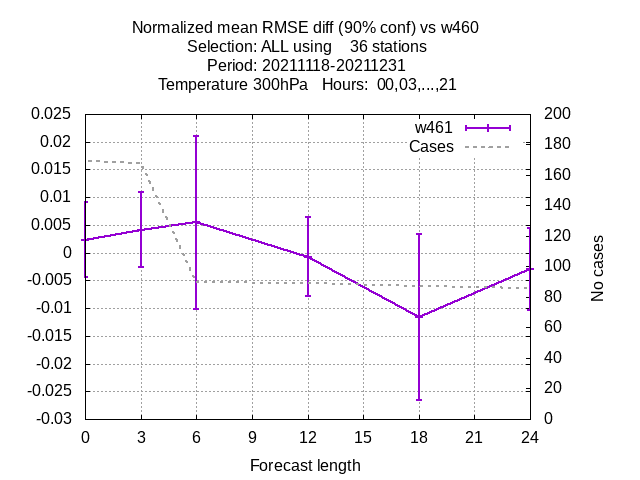 Normalized mean RMSE diff (90% conf) vs w460
Selection: ALL using    36 stations
Period: 20211118-20211231
Temperature 300hPa   Hours:  00,03,...,21
0.025
0.02
0.015
0.01
0.005
0
-0.005
-0.01
-0.015
-0.02
-0.025
-0.03
w461
Cases
200
180
160
140
120
100
80
60
40
20
0
No cases
0 3 6 9 12 15 18 21 24
Forecast length